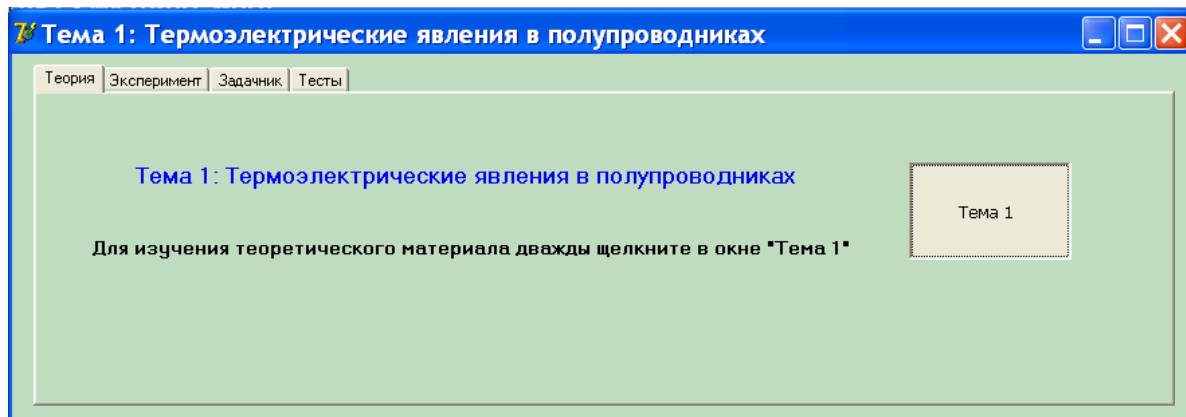 Тема 1: Термоэлектрические явления в полупроводниках
Теория Эксперимент Задачник Тесты
Тема 1: Термоэлектрические явления в полупроводниках
Тема 1
Для изучения теоретического материала дважды щелкните в окне "Тема 1"